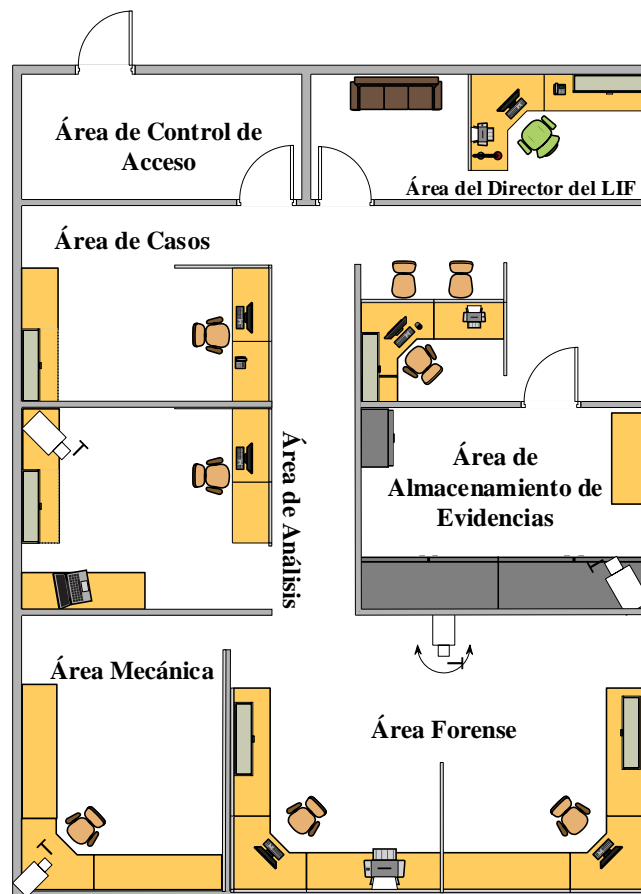 Área de Control de
Acceso
Área del Director del LIF
Área de Casos
Área de Análisis
Área de
Almacenamiento de
Evidencias
Área Mecánica
Área Forense